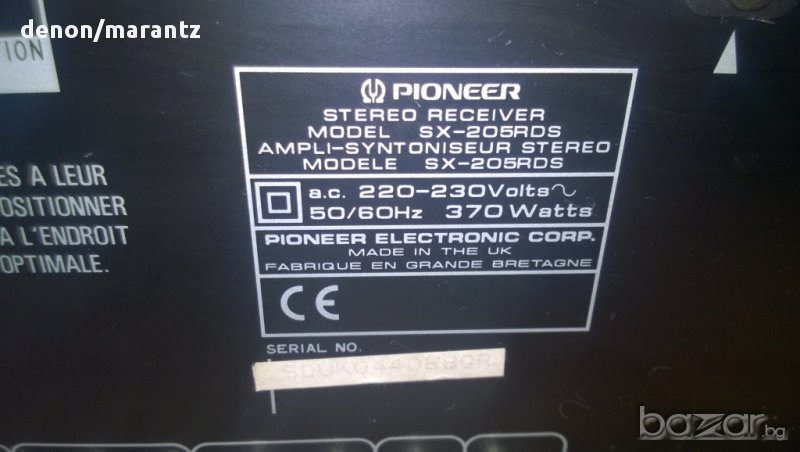 denon/marantz
TION
PIONEER
STEREO RECEIVER
MODEL SX-205RDS
AMPLI-SYNTONISEUR STEREO
MODELE SX-205RDS
a.c. 220-230Volts~
50/60Hz 370 Watts
PIONEER ELECTRONIC CORP.
MADE IN THE UK
FABRIQUE EN GRANDE BRETAGNE
CE
SERIAL NO.
ES A LEUR
OSITIONNER
A L'ENDROIT
OPTIMALE.
bazar.bg